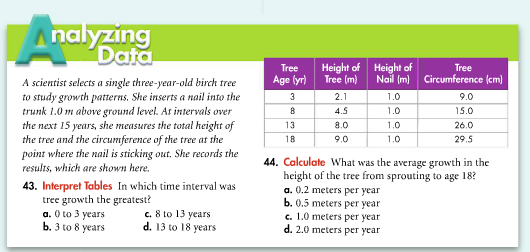 Analyzing
Data
A scientist selects a single three-year-old birch tree
to study growth patterns. She inserts a nail into the
trunk 1.0 m above ground level. At intervals over
the next 15 years, she measures the total height of
the tree and the circumference of the tree at the
point where the nail is sticking out. She records the
results, which are shown here.
43. Interpret Tables In which time interval was
tree growth the greatest?
a. 0 to 3 years c. 8 to 13 years
b. 3 to 8 years d. 13 to 18 years
Tree Height of Height of Tree
Age (yr) Tree (m) Nail (m) Circumference (cm)
3 2.1 1.0 9.0
8 4.5 1.0 15.0
13 8.0 1.0 26.0
18 9.0 1.0 29.5
44. Calculate What was the average growth in the
height of the tree from sprouting to age 18?
a. 0.2 meters per year
b. 0.5 meters per year
c. 1.0 meters per year
d. 2.0 meters per year